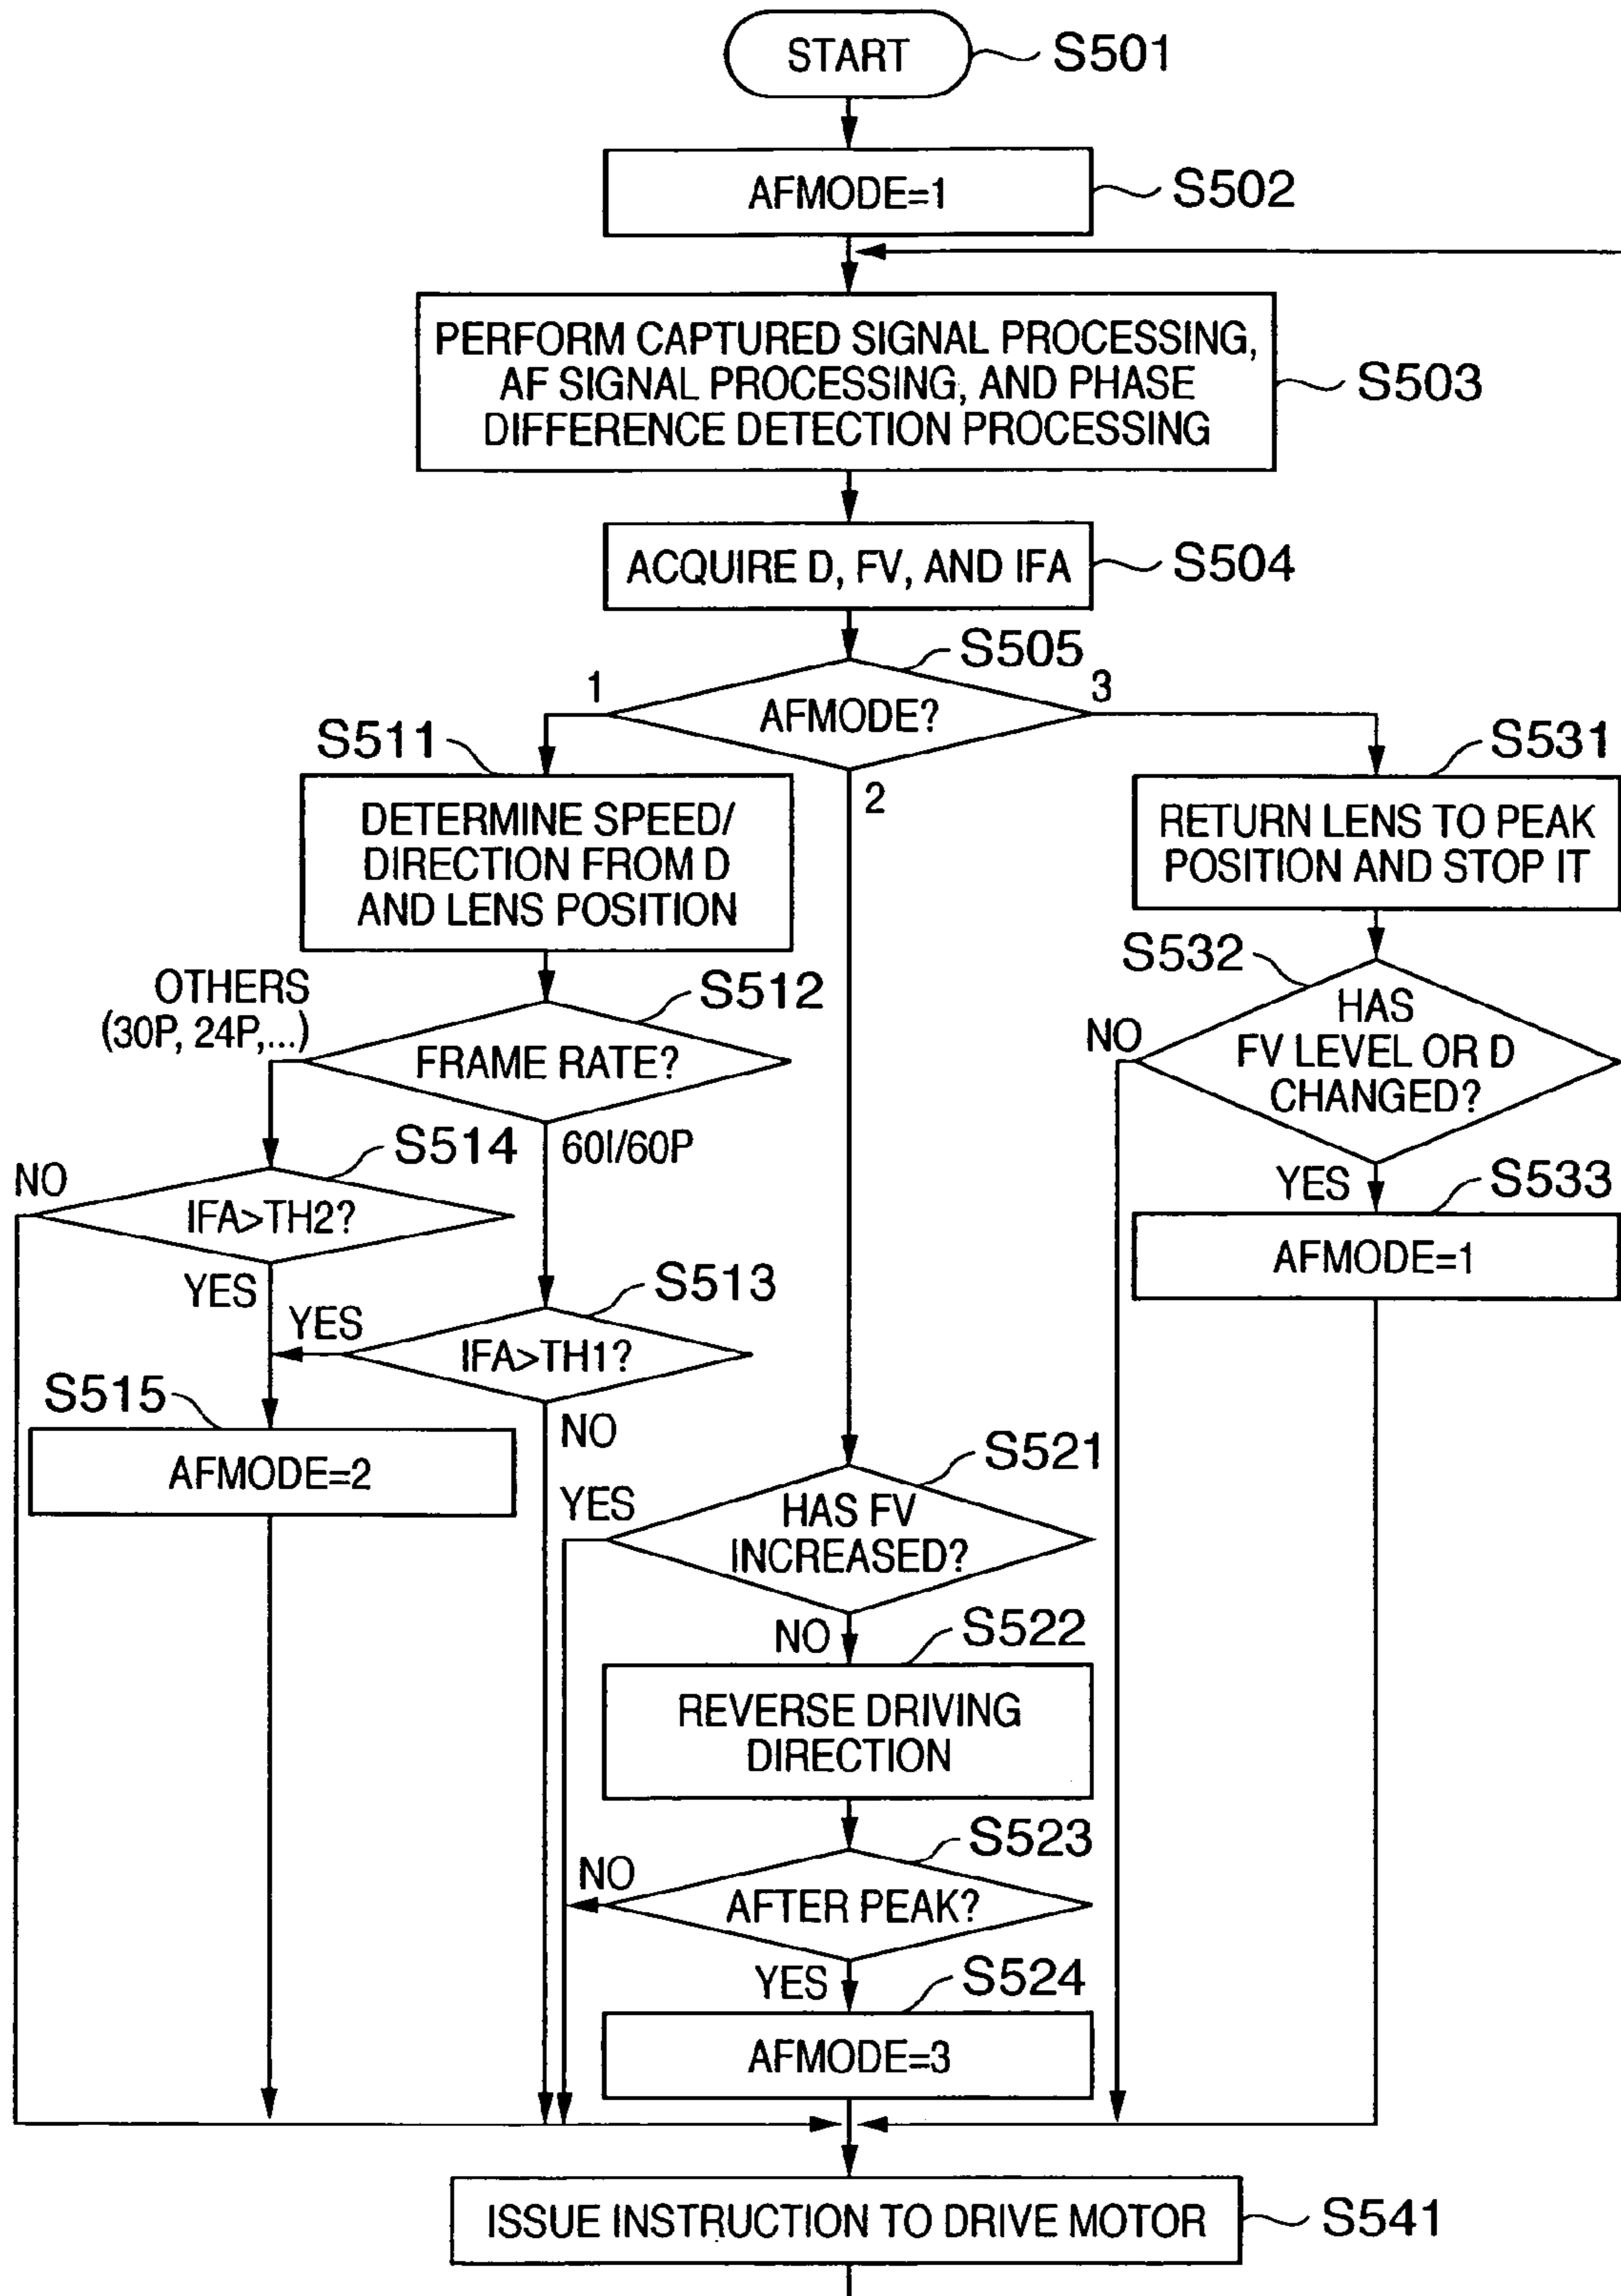 START
S501
AFMODE=1
S502
PERFORM CAPTURED SIGNAL PROCESSING,
AF SIGNAL PROCESSING, AND PHASE
DIFFERENCE DETECTION PROCESSING
S503
ACQUIRE D, FV, AND IFA
S504
S505
1
AFMODE?
3
2
S511
DETERMINE SPEED/
DIRECTION FROM D
AND LENS POSITION
S531
RETURN LENS TO PEAK
POSITION AND STOP IT
OTHERS
(30P, 24P,...)
S512
FRAME RATE?
60I/60P
S532
HAS
FV LEVEL OR D
CHANGED?
NO
YES
S533
AFMODE=1
S514
NO
IFA>TH2?
YES
S513
YES
IFA>TH1?
NO
S515
AFMODE=2
S521
YES
HAS FV
INCREASED?
NO
S522
REVERSE DRIVING
DIRECTION
S523
NO
AFTER PEAK?
YES
S524
AFMODE=3
ISSUE INSTRUCTION TO DRIVE MOTOR
S541